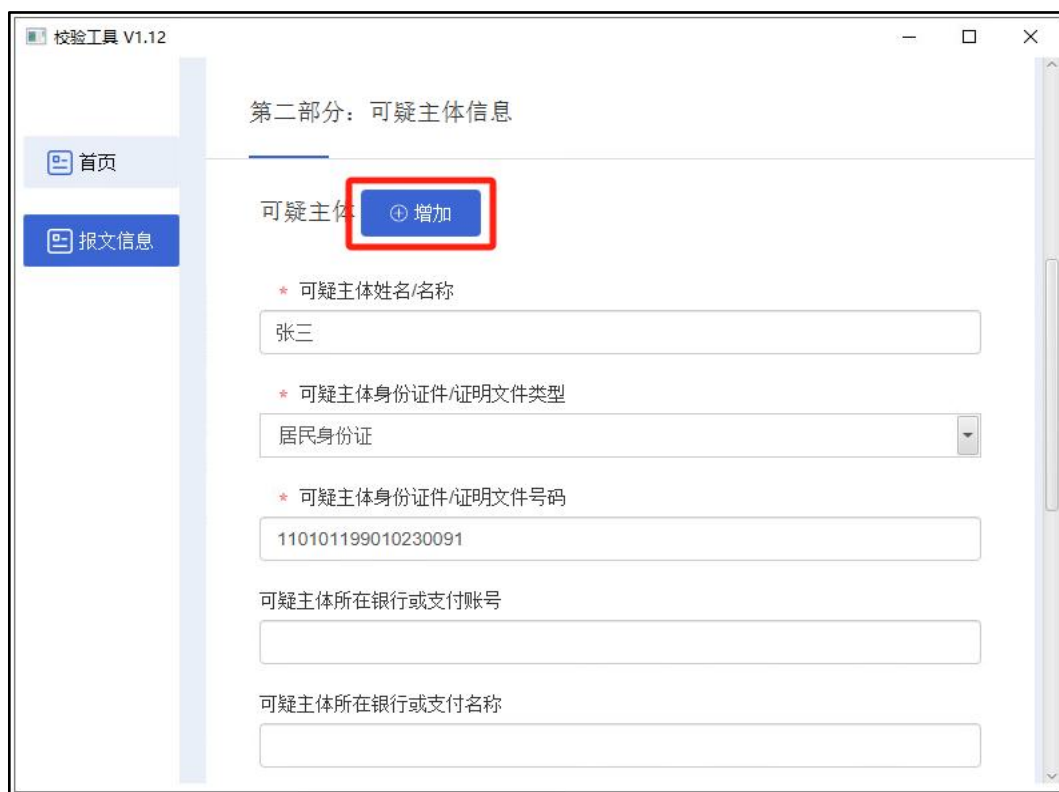 校验工具 V1.12
第二部分：可疑主体信息
首页
可疑主体 增加
报文信息
* 可疑主体姓名/名称
张三
* 可疑主体身份证件/证明文件类型
居民身份证
* 可疑主体身份证件/证明文件号码
110101199010230091
可疑主体所在银行或支付账号
可疑主体所在银行或支付名称